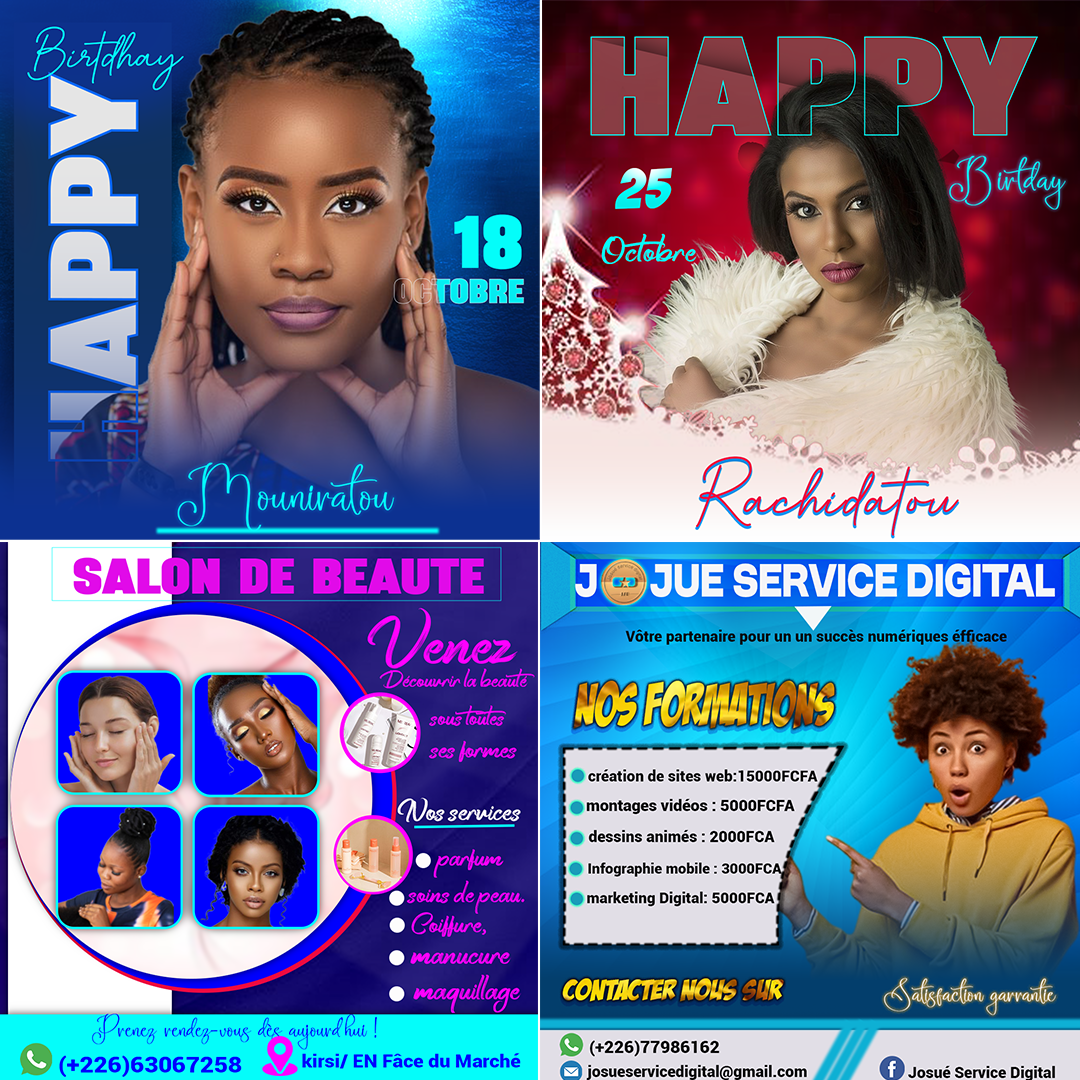 Birtdhay
HAPPY
18
OCTOBRE
Mouniratou
HAPPY
Birtday
25
Octobre
Rachidatou
SALON DE BEAUTE
Venez
Découvrir la beauté
sous toutes
ses formes
Nos services
parfum
soins de peau.
Coiffure,
manucure
maquillage
Prenez rendez-vous dès aujourd'hui !
(+226)63067258
kirsi/ EN Fâce du Marché
J JUE SERVICE DIGITAL
Vôtre partenaire pour un un succès numériques éfficace
NOS FORMATIONS
création de sites web:15000FCFA
montages vidéos : 5000FCFA
dessins animés : 2000FCA
Infographie mobile : 3000FCA
marketing Digital: 5000FCA
CONTACTER NOUS SUR
Satisfaction garrantie
(+226)77986162
josueservicedigital@gmail.com
Josué Service Digital